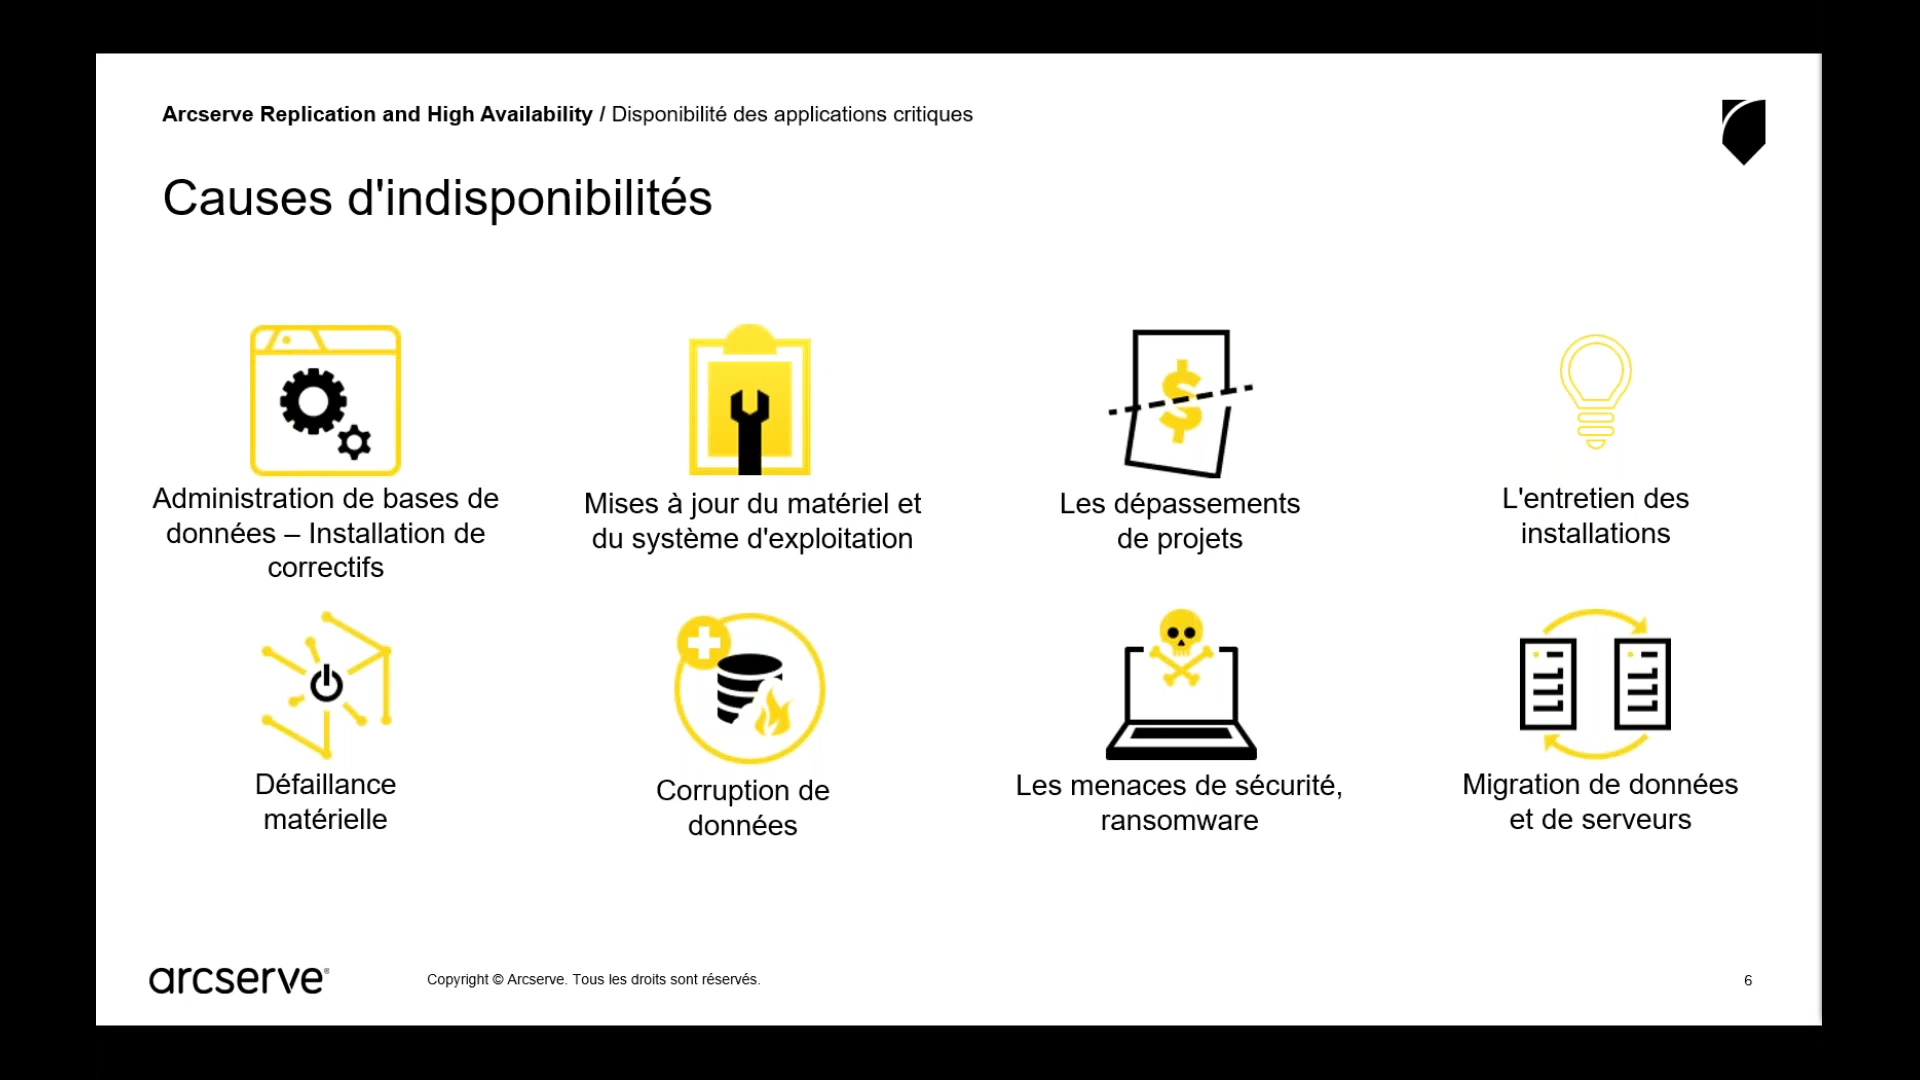 Arcserve Replication and High Availability / Disponibilité des applications critiques
Causes d'indisponibilités
Administration de bases de
données – Installation de
correctifs
Mises à jour du matériel et
du système d'exploitation
Les dépassements
de projets
L'entretien des
installations
Défaillance
matérielle
Corruption de
données
Les menaces de sécurité,
ransomware
Migration de données
et de serveurs
arcserve®
Copyright © Arcserve. Tous les droits sont réservés.
6